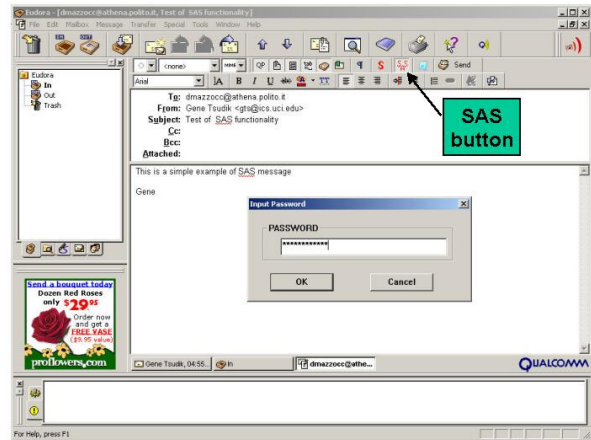 Eudora - [dmazzocc@athena.polito.it, Test of SAS functionality]
File Edit Mailbox Message Transfer Special Tools Window Help
<none>
MIME
QP
Send
Arial
Eudora
In
Out
Trash
To: dmazzocc@athena.polito.it
From: Gene Tsudik <gts@ics.uci.edu>
Subject: Test of SAS functionality
Cc:
Bcc:
Attached:
SAS
button
This is a simple example of SAS message
Gene
Input Password
PASSWORD
************
OK
Cancel
Send a bouquet today
Dozen Red Roses
only $29.95
Order now
and get a
FREE VASE
($9.95 value)
proflowers.com
Gene Tsudik, 04:55...
In
dmazzocc@athe...
QUALCOMM
For Help, press F1